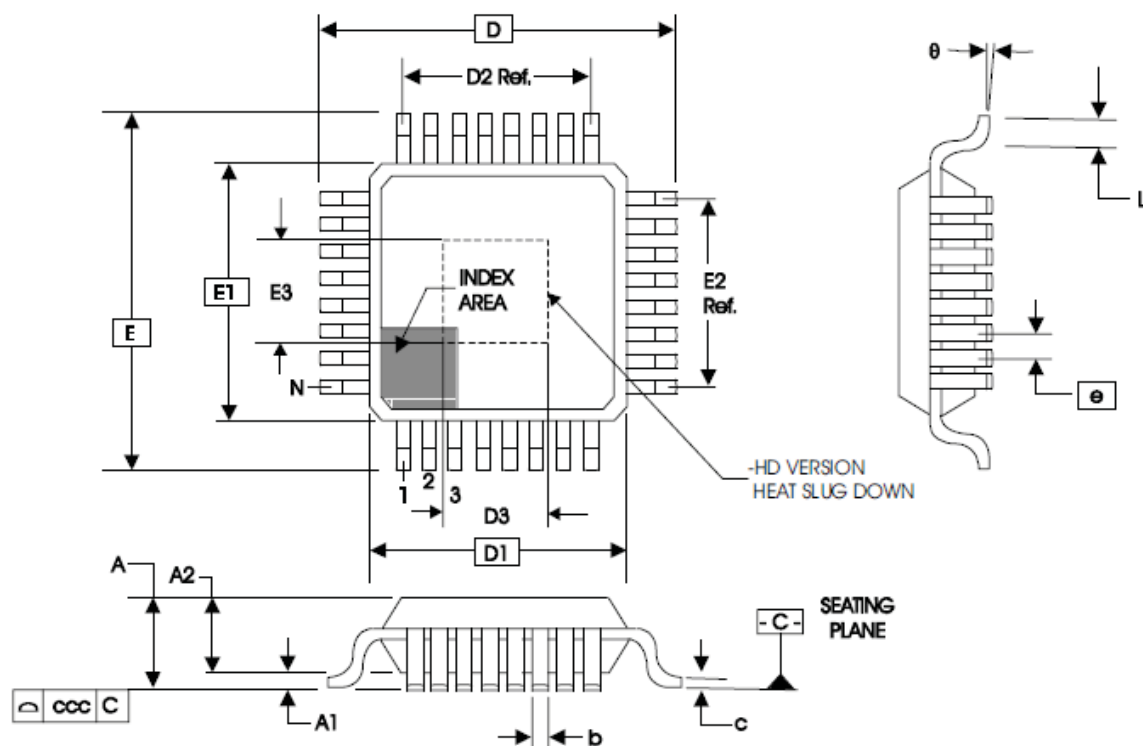 D
D2 Ref.
θ
L
E
E1
E3
INDEX
AREA
E2
Ref.
N
e
1 2 3
-HD VERSION
HEAT SLUG DOWN
D3
D1
A
A2
- C -
SEATING
PLANE
⌓ ccc C
A1
b
c